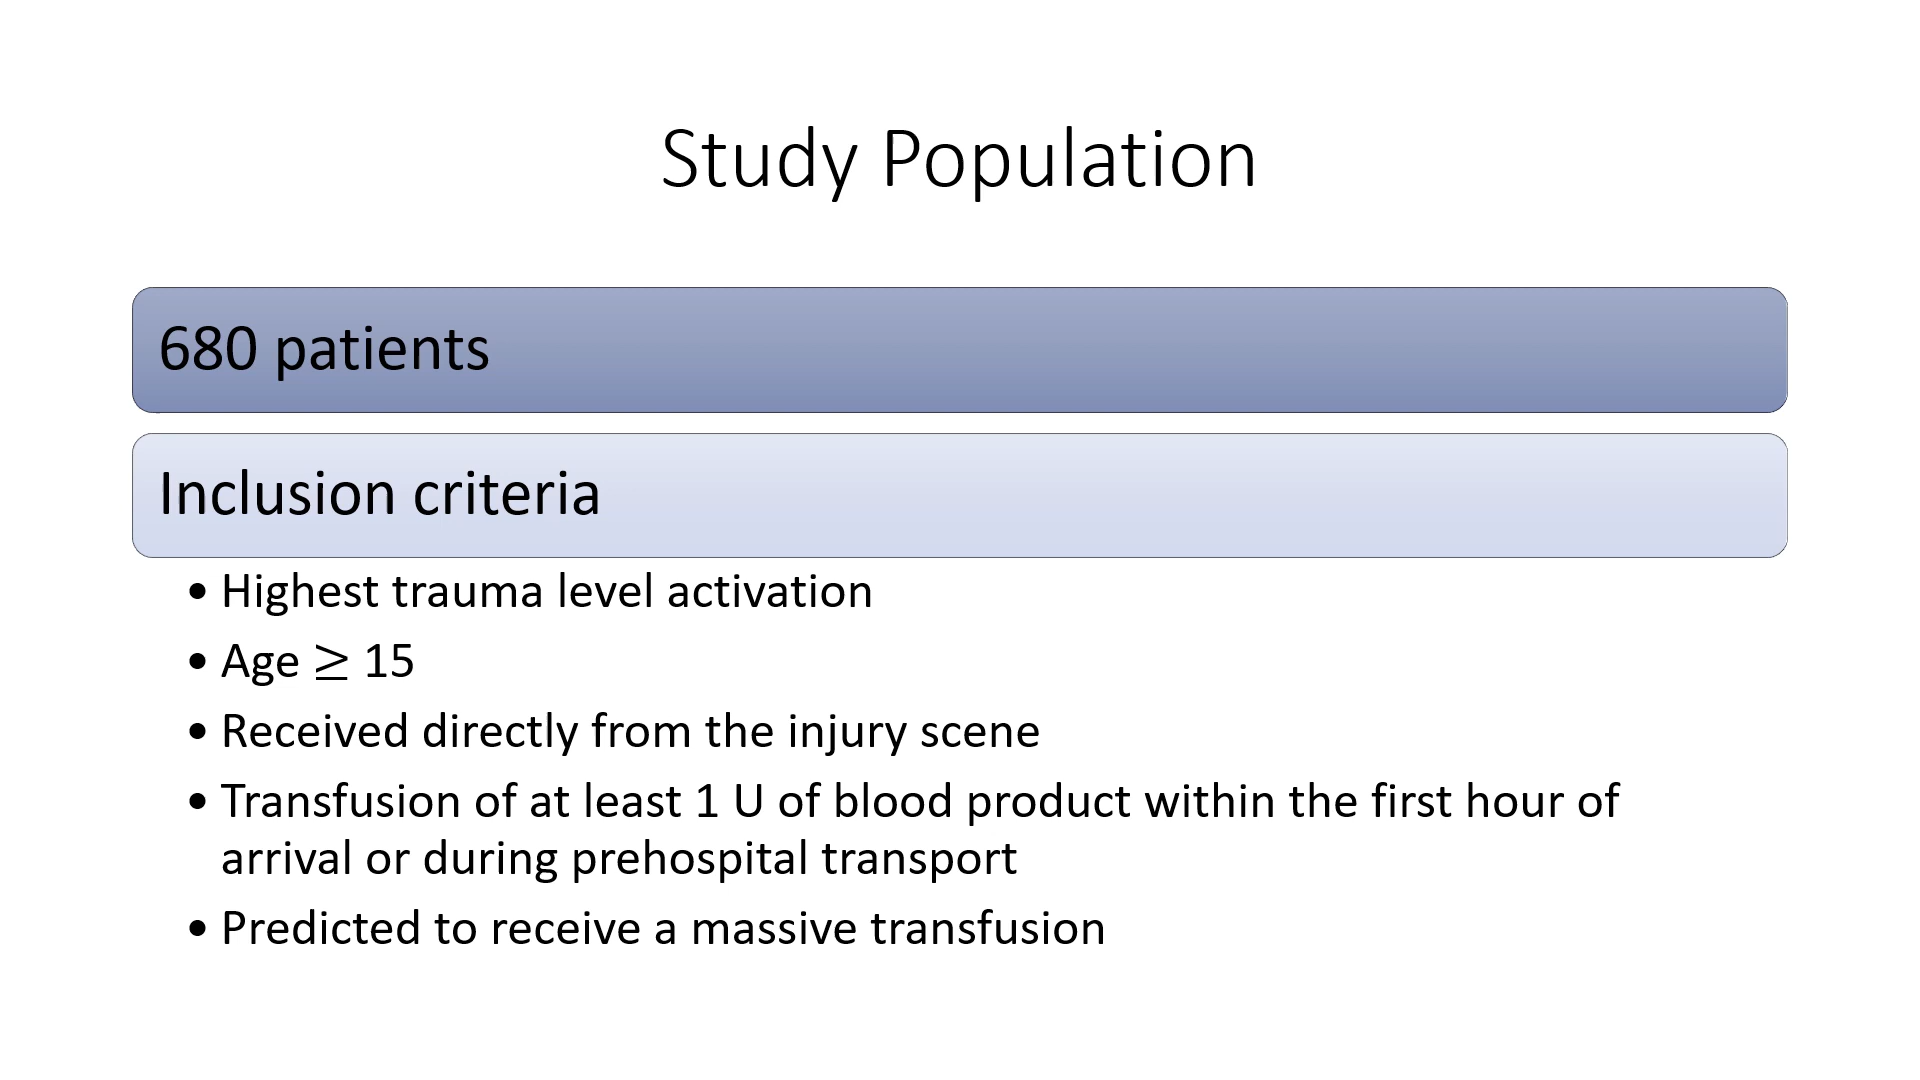 Study Population
680 patients
Inclusion criteria
• Highest trauma level activation
• Age ≥ 15
• Received directly from the injury scene
• Transfusion of at least 1 U of blood product within the first hour of
arrival or during prehospital transport
• Predicted to receive a massive transfusion